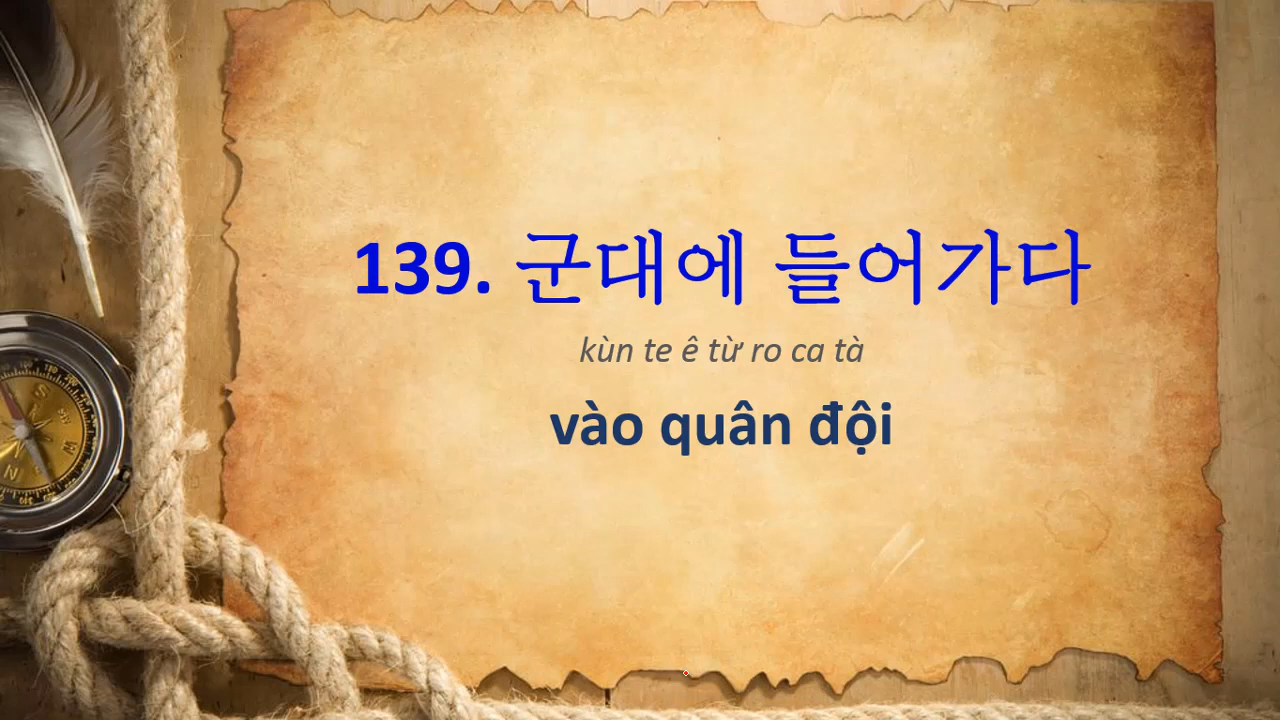 139. 군대에 들어가다
kùn te ê từ ro ca tà
vào quân đội